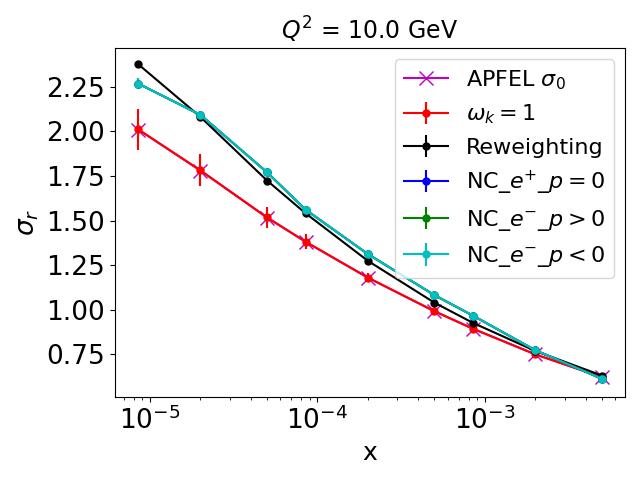 Q² = 10.0 GeV
APFEL σ₀
ωₖ = 1
Reweighting
NC_e⁺_p = 0
NC_e⁻_p > 0
NC_e⁻_p < 0
σᵣ
2.25
2.00
1.75
1.50
1.25
1.00
0.75
10⁻⁵
10⁻⁴
10⁻³
x